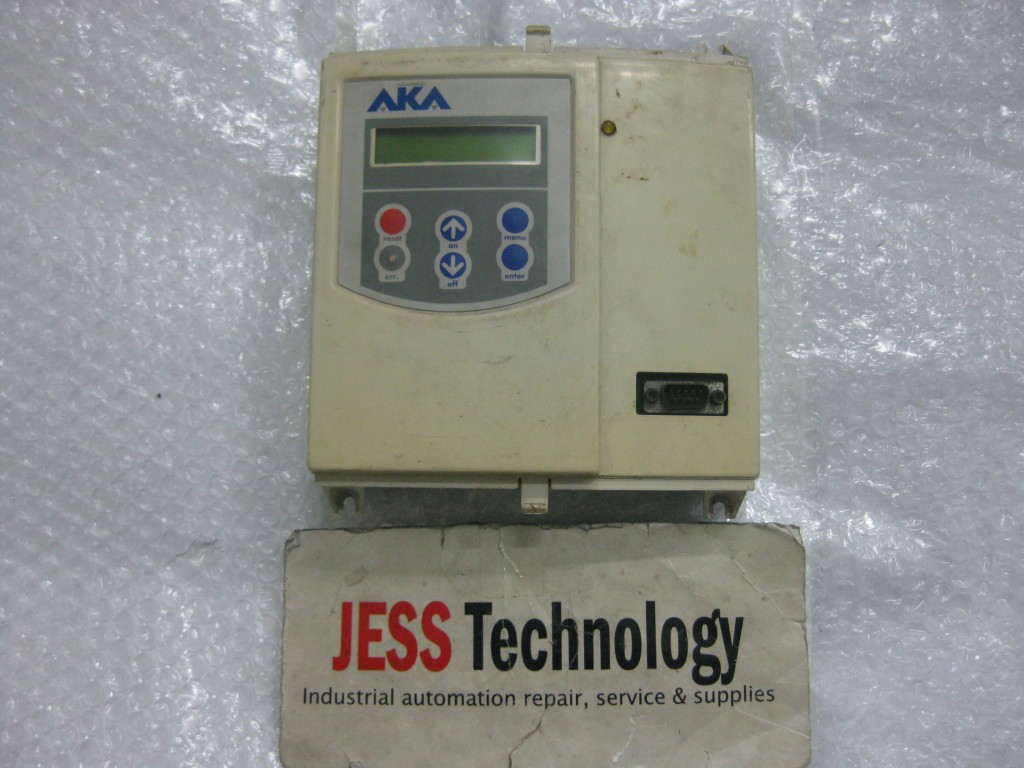 AKA
reset
on
menu
err.
off
enter
JESS Technology
Industrial automation repair, service & supplies